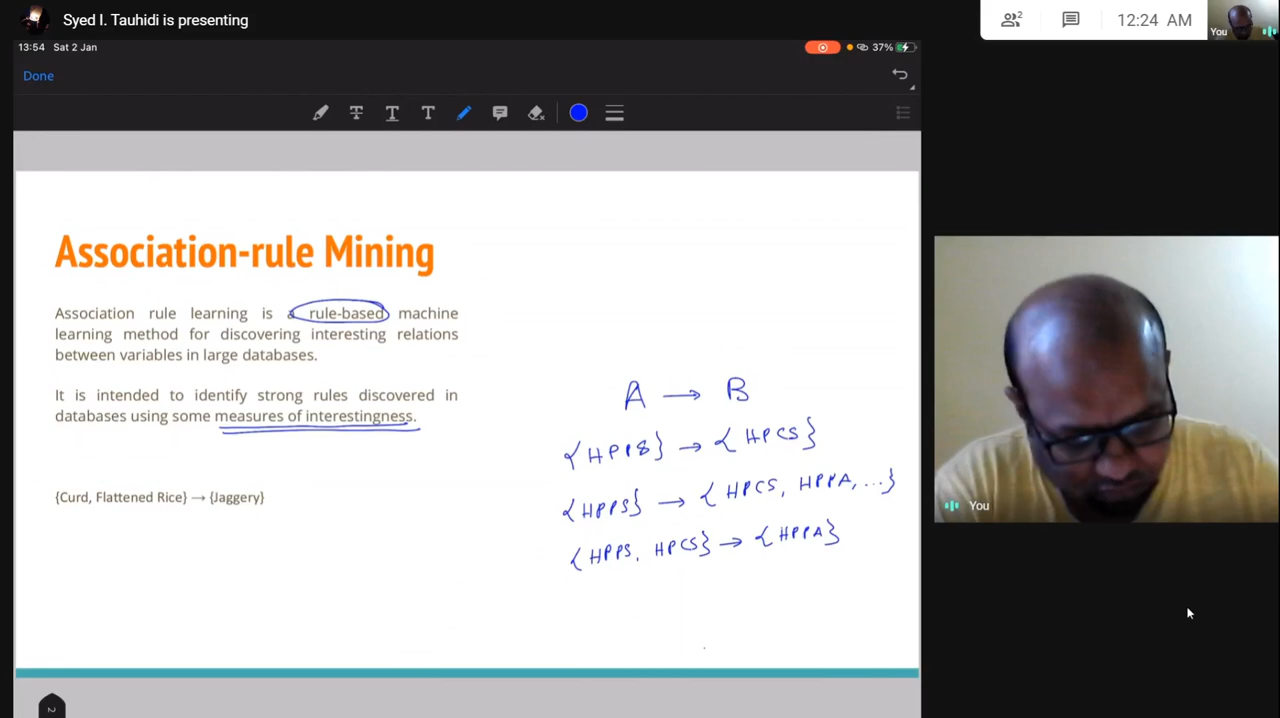 Syed I. Tauhidi is presenting
2
12:24 AM
You
13:54 Sat 2 Jan
37%
Done
T T T
Association-rule Mining
Association rule learning is a rule-based machine
learning method for discovering interesting relations
between variables in large databases.
It is intended to identify strong rules discovered in
databases using some measures of interestingness.
{Curd, Flattened Rice} → {Jaggery}
A → B
{HPPS} → {HPCS}
{HPPS} → {HPCS, HPPA, ...}
{HPPS, HPCS} → {HPPA}
You
2